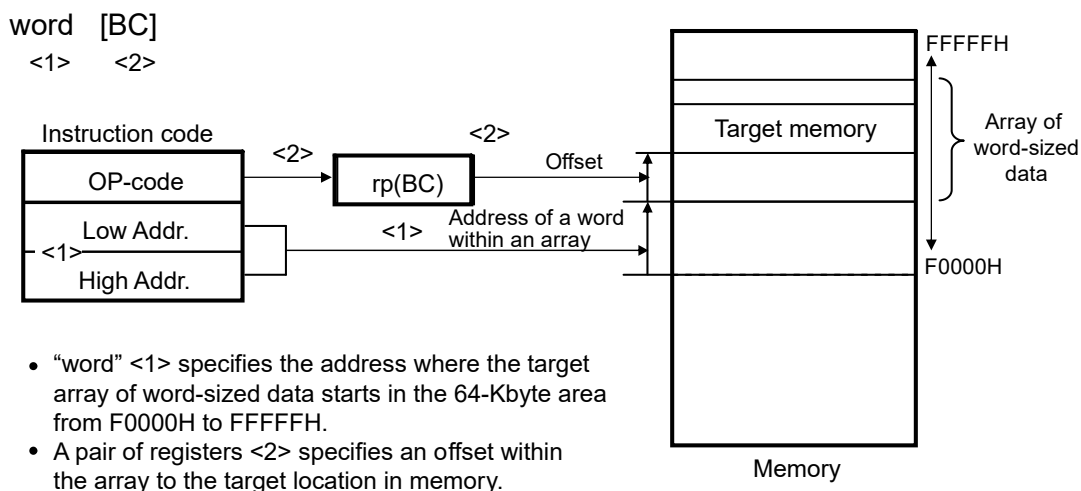 word [BC]
<1> <2>
Instruction code
OP-code
Low Addr.
<1>
High Addr.
<2>
rp(BC)
<2>
Offset
<1>
Address of a word
within an array
Target memory
FFFFFH
Array of
word-sized
data
F0000H
Memory
• “word” <1> specifies the address where the target
array of word-sized data starts in the 64-Kbyte area
from F0000H to FFFFFH.
• A pair of registers <2> specifies an offset within
the array to the target location in memory.